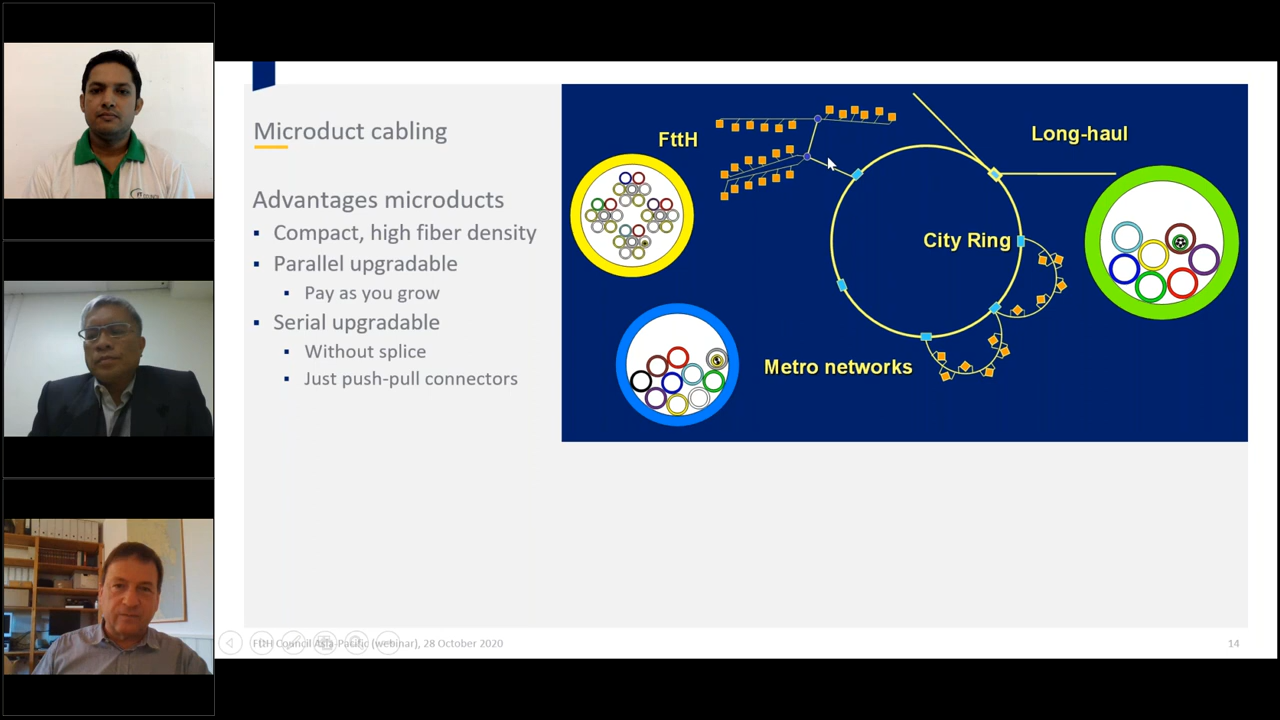 Microduct cabling
Advantages microducts
Compact, high fiber density
Parallel upgradable
Pay as you grow
Serial upgradable
Without splice
Just push-pull connectors
FttH
Long-haul
City Ring
Metro networks
FttH Council Asia-Pacific (webinar), 28 October 2020
14